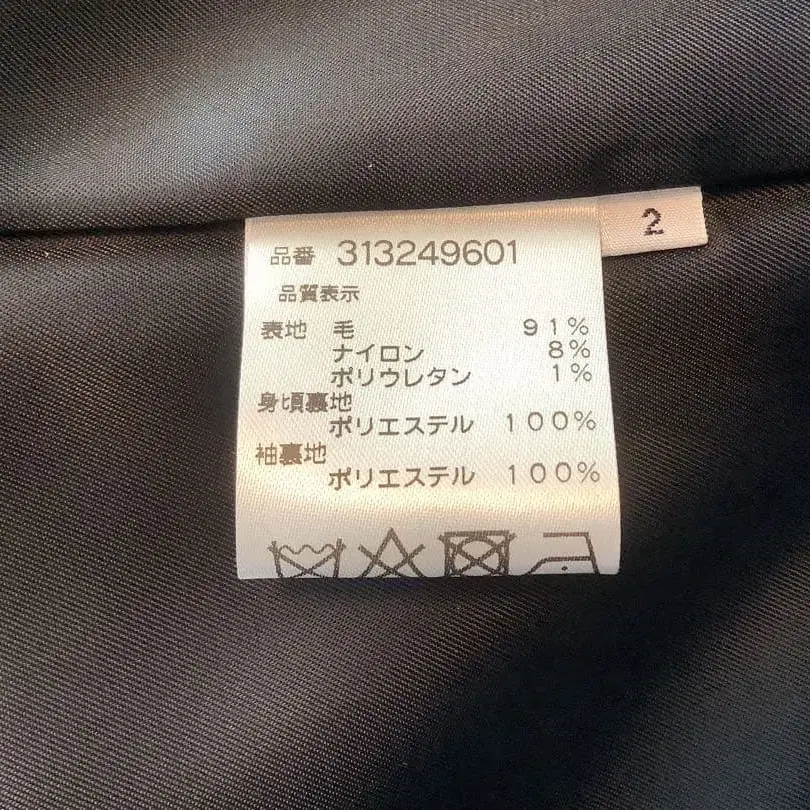 2
品番 313249601
品質表示
表地 毛 91%
ナイロン 8%
ポリウレタン 1%
身頃裏地
ポリエステル 100%
袖裏地
ポリエステル 100%